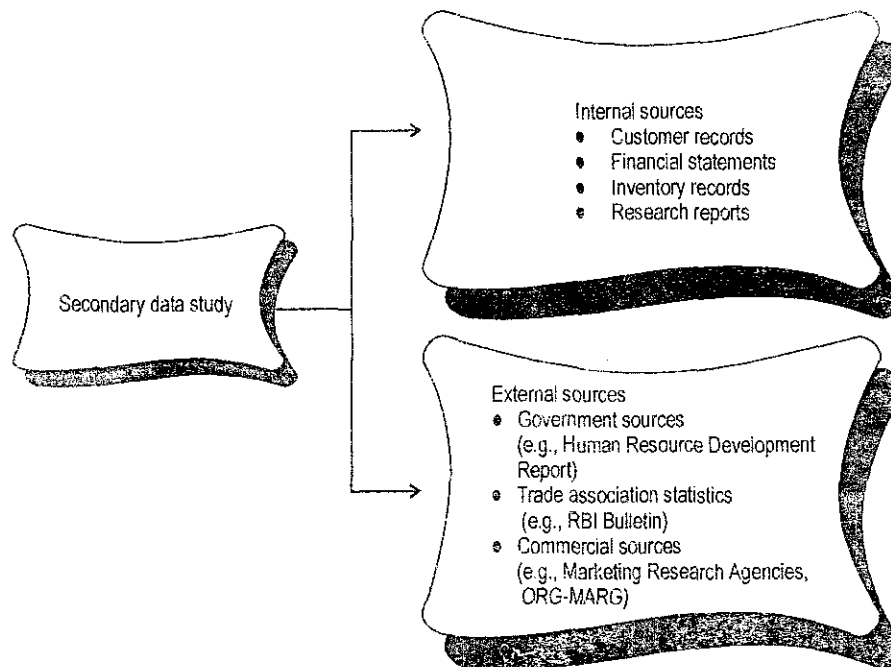 Secondary data study
Internal sources
● Customer records
● Financial statements
● Inventory records
● Research reports
External sources
● Government sources
(e.g., Human Resource Development
Report)
● Trade association statistics
(e.g., RBI Bulletin)
● Commercial sources
(e.g., Marketing Research Agencies,
ORG-MARG)